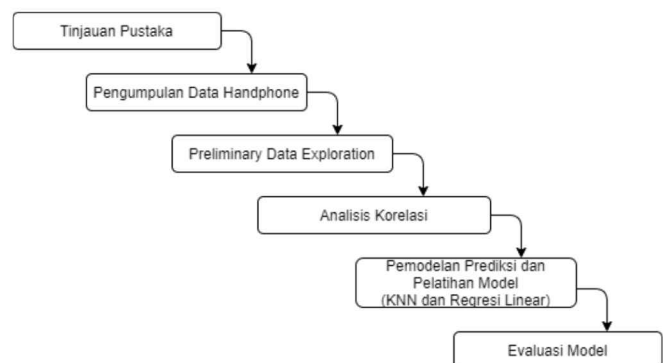 Tinjauan Pustaka
Pengumpulan Data Handphone
Preliminary Data Exploration
Analisis Korelasi
Pemodelan Prediksi dan
Pelatihan Model
(KNN dan Regresi Linear)
Evaluasi Model